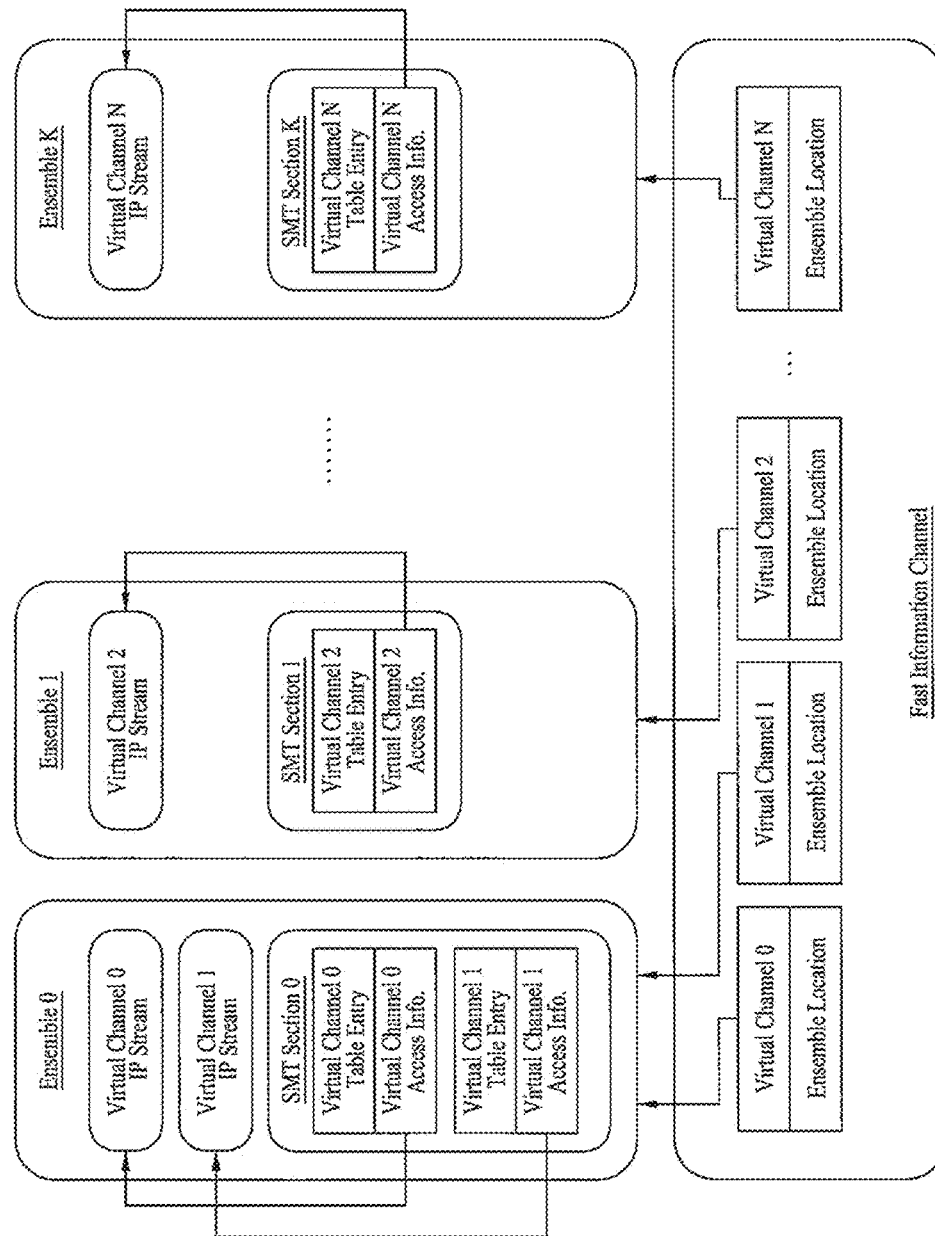 Ensemble 0
Virtual Channel 0
IP Stream
Virtual Channel 1
IP Stream
SMT Section 0
Virtual Channel 0
Table Entry
Virtual Channel 0
Access Info.
Virtual Channel 1
Table Entry
Virtual Channel 1
Access Info.
Ensemble 1
Virtual Channel 2
IP Stream
SMT Section 1
Virtual Channel 2
Table Entry
Virtual Channel 2
Access Info.
.......
Ensemble K
Virtual Channel N
IP Stream
SMT Section K
Virtual Channel N
Table Entry
Virtual Channel N
Access Info.
Virtual Channel 0
Ensemble Location
Virtual Channel 1
Ensemble Location
Virtual Channel 2
Ensemble Location
...
Virtual Channel N
Ensemble Location
Fast Information Channel